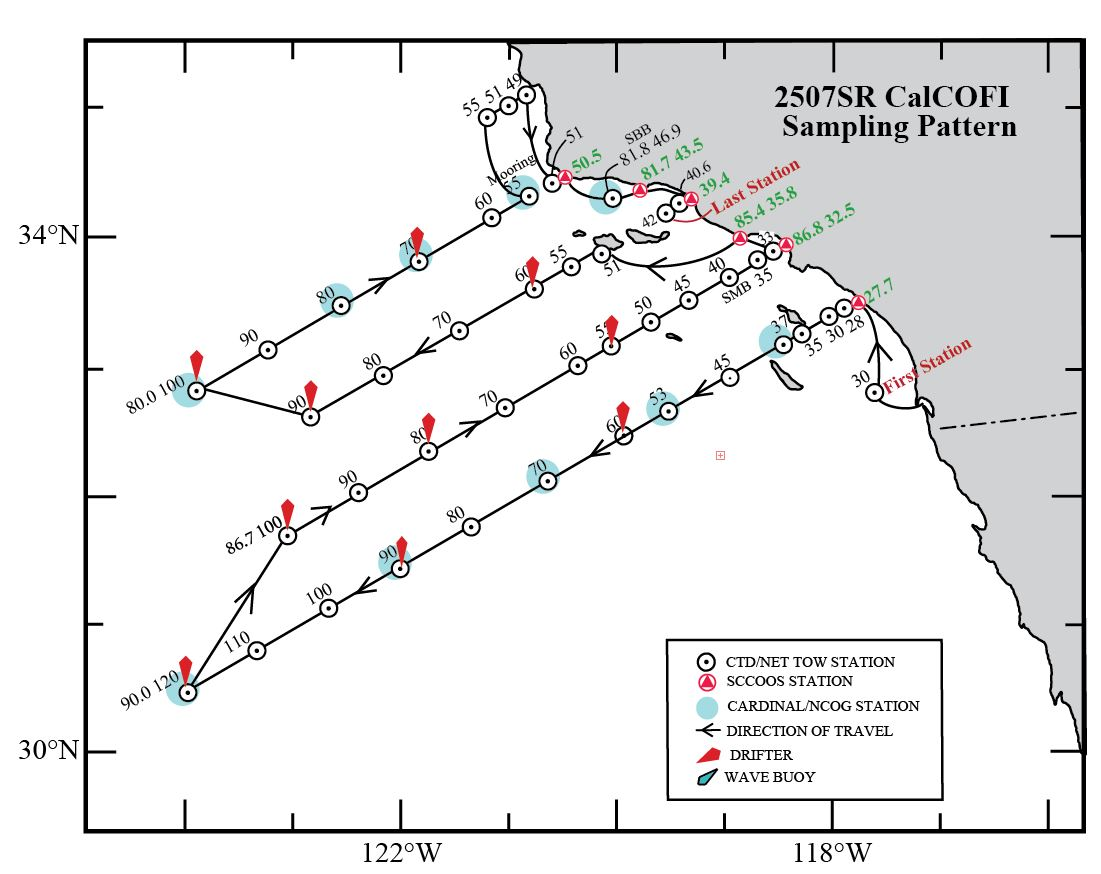 2507SR CalCOFI
Sampling Pattern
55 51 49
51
SBB
81.8 46.9
50.5
81.7 43.5
40.6
39.4
Last Station
Mooring
55
60
42
85.4 35.8
86.8 32.5
33
34°N
70
80
90
80.0 100
51
55
60
70
80
90
35
SMB
40
45
50
55
60
70
80
90
86.7 100
27.7
28
30
35
37
45
53
60
70
80
90
100
110
90.0 120
30
First Station
30°N
CTD/NET TOW STATION
SCCOOS STATION
CARDINAL/NCOG STATION
DIRECTION OF TRAVEL
DRIFTER
WAVE BUOY
122°W
118°W